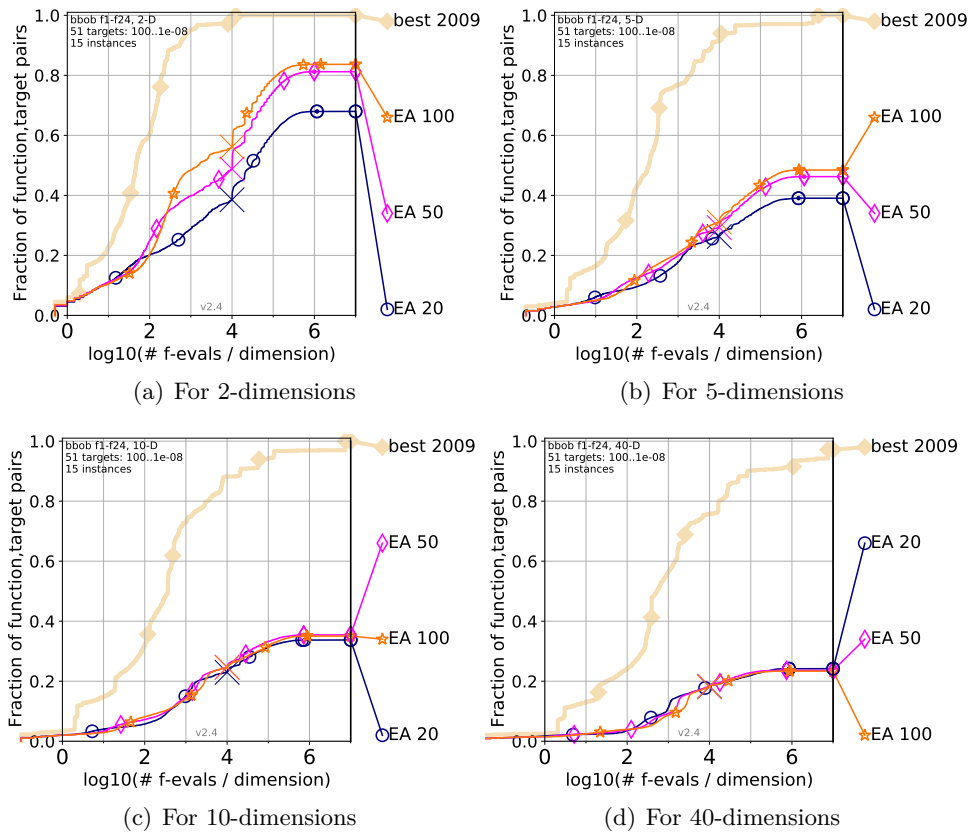 bbob f1-f24, 2-D
51 targets: 100..1e-08
15 instances
Fraction of function,target pairs
1.0
0.8
0.6
0.4
0.2
0.0
0
2
4
6
v2.4
log10(# f-evals / dimension)
best 2009
EA 100
EA 50
EA 20
(a) For 2-dimensions
bbob f1-f24, 5-D
51 targets: 100..1e-08
15 instances
Fraction of function,target pairs
1.0
0.8
0.6
0.4
0.2
0.0
0
2
4
6
v2.4
log10(# f-evals / dimension)
best 2009
EA 100
EA 50
EA 20
(b) For 5-dimensions
bbob f1-f24, 10-D
51 targets: 100..1e-08
15 instances
Fraction of function,target pairs
1.0
0.8
0.6
0.4
0.2
0.0
0
2
4
6
v2.4
log10(# f-evals / dimension)
best 2009
EA 50
EA 100
EA 20
(c) For 10-dimensions
bbob f1-f24, 40-D
51 targets: 100..1e-08
15 instances
Fraction of function,target pairs
1.0
0.8
0.6
0.4
0.2
0.0
0
2
4
6
v2.4
log10(# f-evals / dimension)
best 2009
EA 20
EA 50
EA 100
(d) For 40-dimensions